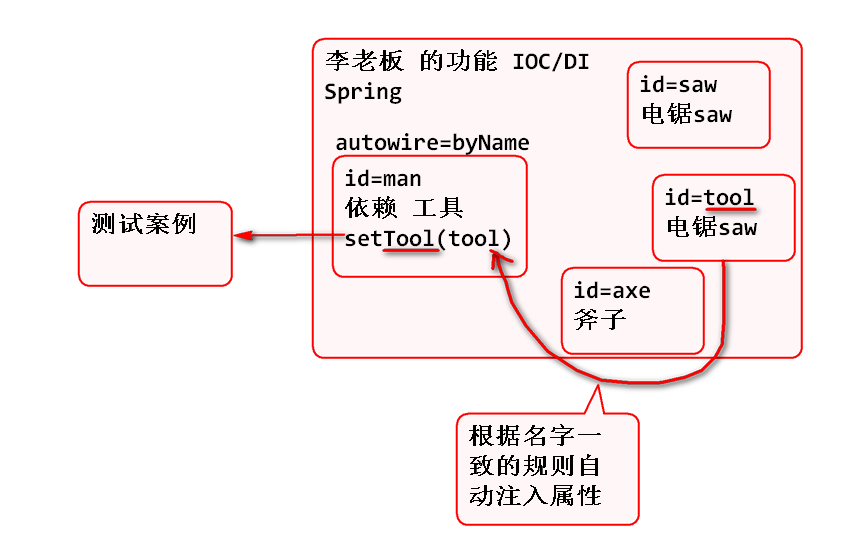 李老板 的功能 IOC/DI
Spring
id=saw
电锯saw
autowire=byName
id=man
依赖 工具
setTool(tool)
id=tool
电锯saw
测试案例
id=axe
斧子
根据名字一
致的规则自
动注入属性